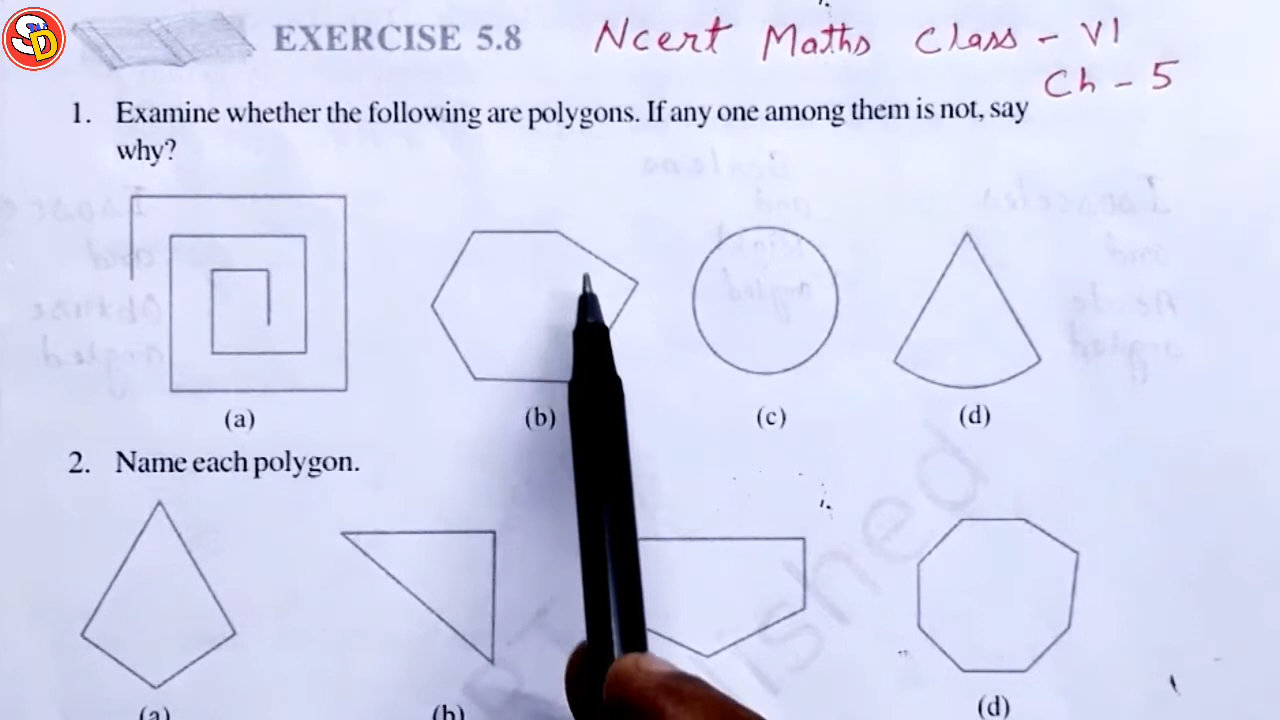 SD
EXERCISE 5.8 Ncert Maths Class - VI
Ch - 5
1. Examine whether the following are polygons. If any one among them is not, say
why?
(a) (b) (c) (d)
2. Name each polygon.
(a) (b) (d)